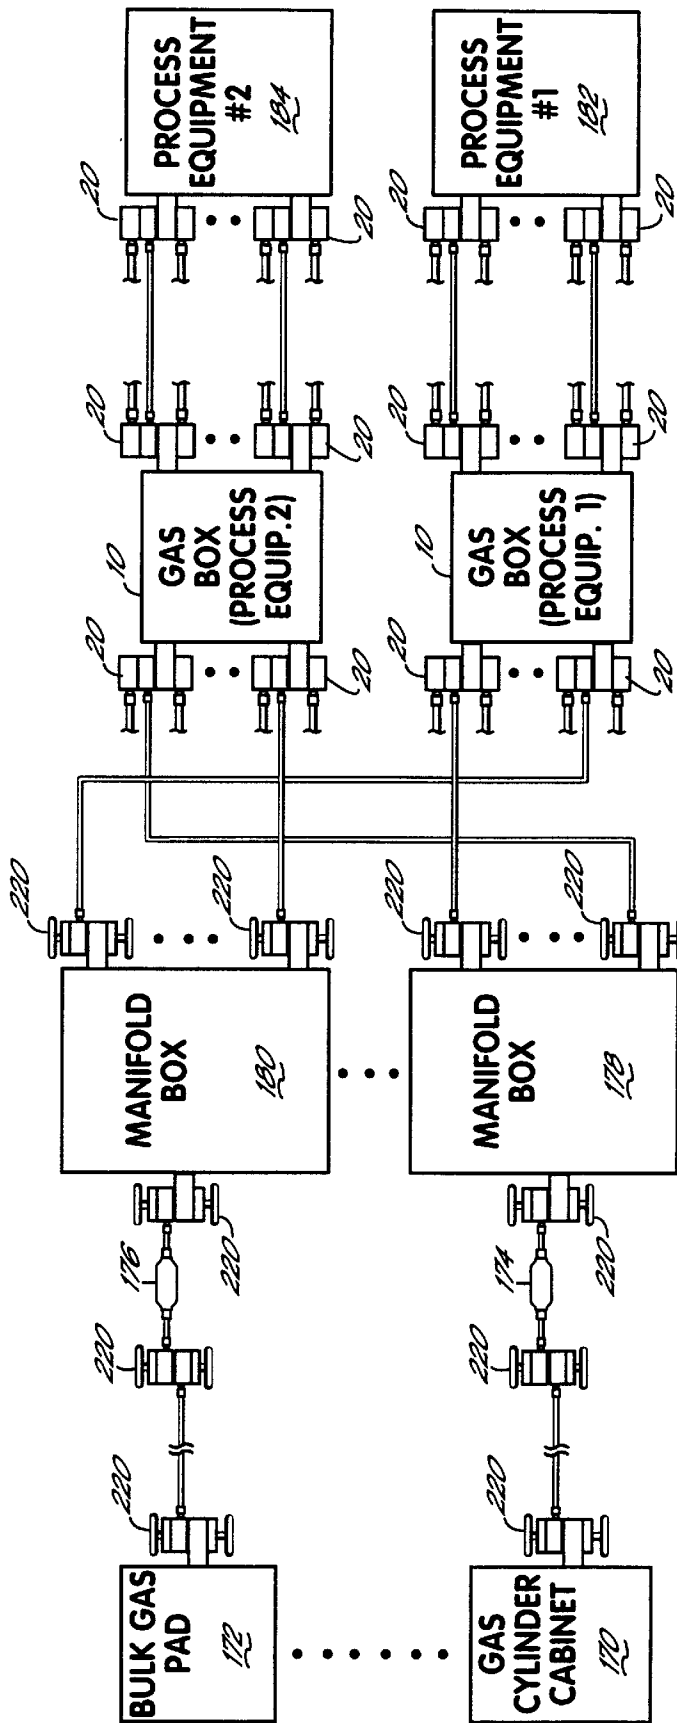 PROCESS
EQUIPMENT
#2
184
PROCESS
EQUIPMENT
#1
182
20
20
20
20
20
20
20
20
10
GAS
BOX
(PROCESS
EQUIP.2)
10
GAS
BOX
(PROCESS
EQUIP. 1)
20
20
20
20
220
220
220
220
MANIFOLD
BOX
180
MANIFOLD
BOX
178
176
220
174
220
220
220
220
220
BULK GAS
PAD
172
GAS
CYLINDER
CABINET
170